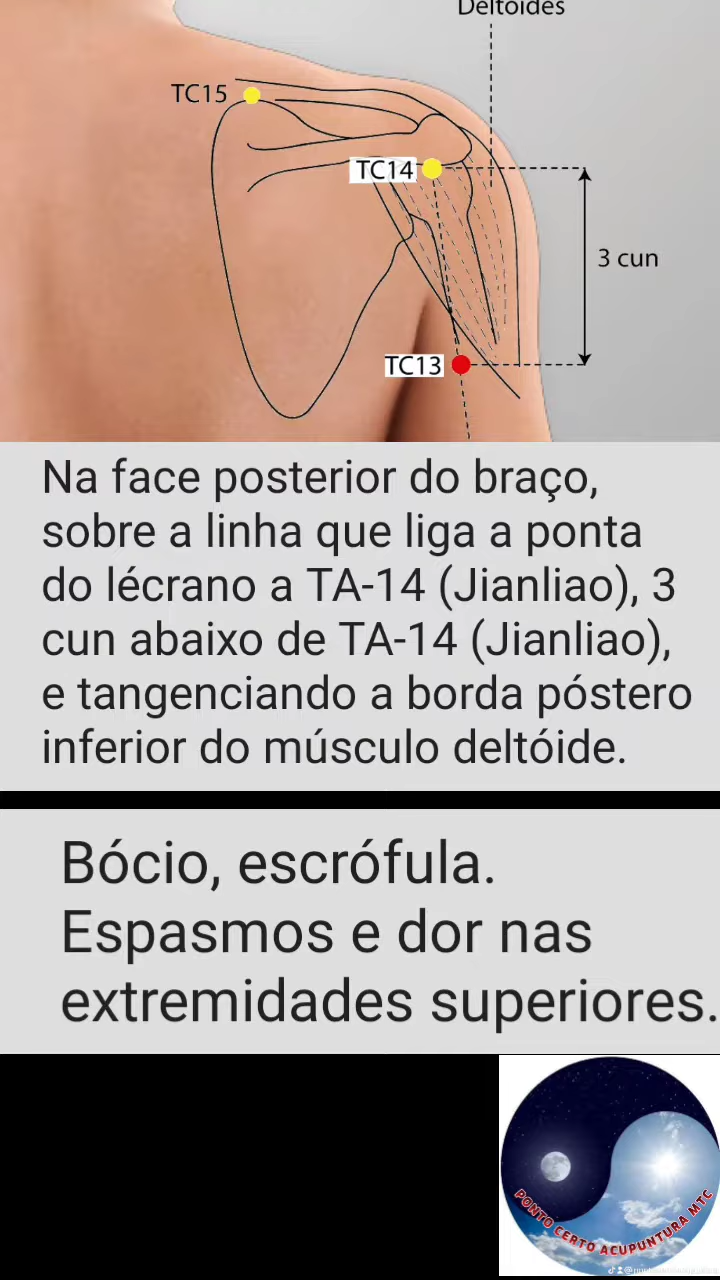 Deltóides
TC15
TC14
3 cun
TC13
Na face posterior do braço,
sobre a linha que liga a ponta
do lécrano a TA-14 (Jianliao), 3
cun abaixo de TA-14 (Jianliao),
e tangenciando a borda póstero
inferior do músculo deltóide.
Bócio, escrófula.
Espasmos e dor nas
extremidades superiores.
PONTO CERTO ACUPUNTURA MTC